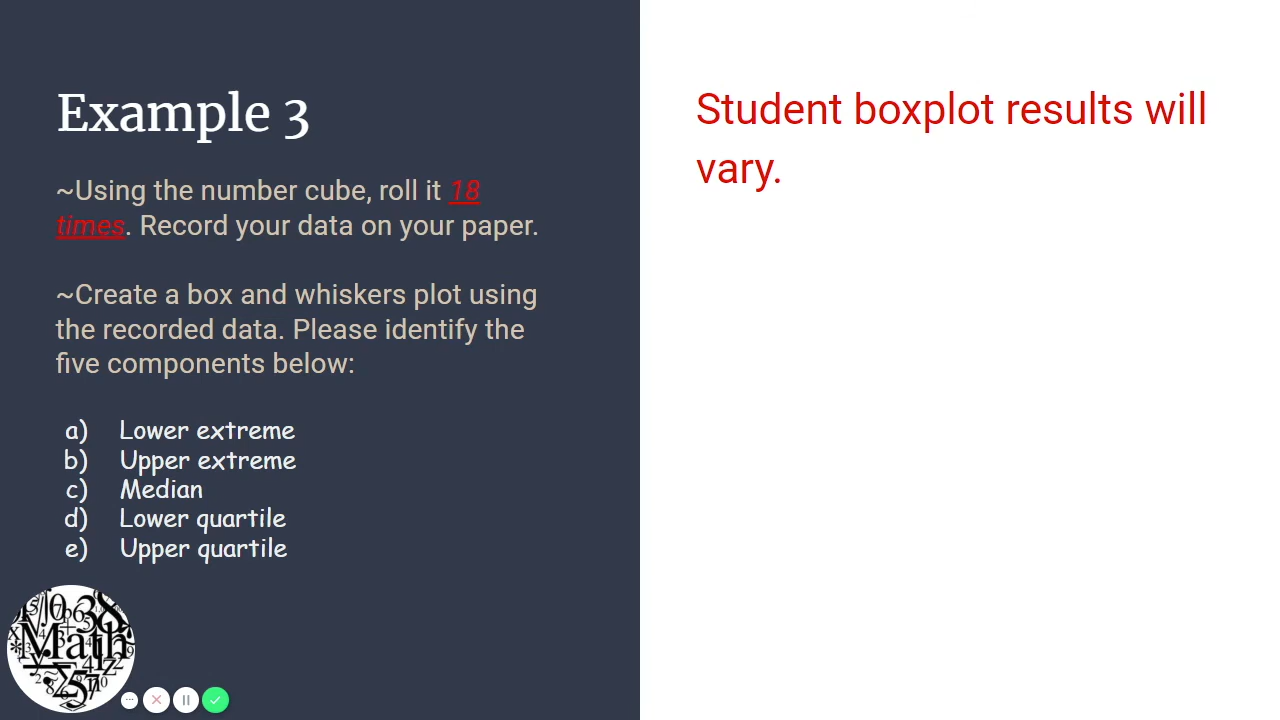 Example 3
~Using the number cube, roll it 18
times. Record your data on your paper.
~Create a box and whiskers plot using
the recorded data. Please identify the
five components below:
a) Lower extreme
b) Upper extreme
c) Median
d) Lower quartile
e) Upper quartile
Math
Student boxplot results will
vary.